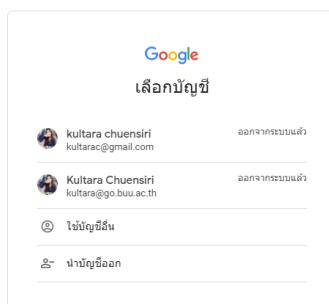 Google
เลือกบัญชี
kultara chuensiri
ออกจากระบบแล้ว
kultarac@gmail.com
Kultara Chuensiri
ออกจากระบบแล้ว
kultara@go.buu.ac.th
ใช้บัญชีอื่น
นำบัญชีออก